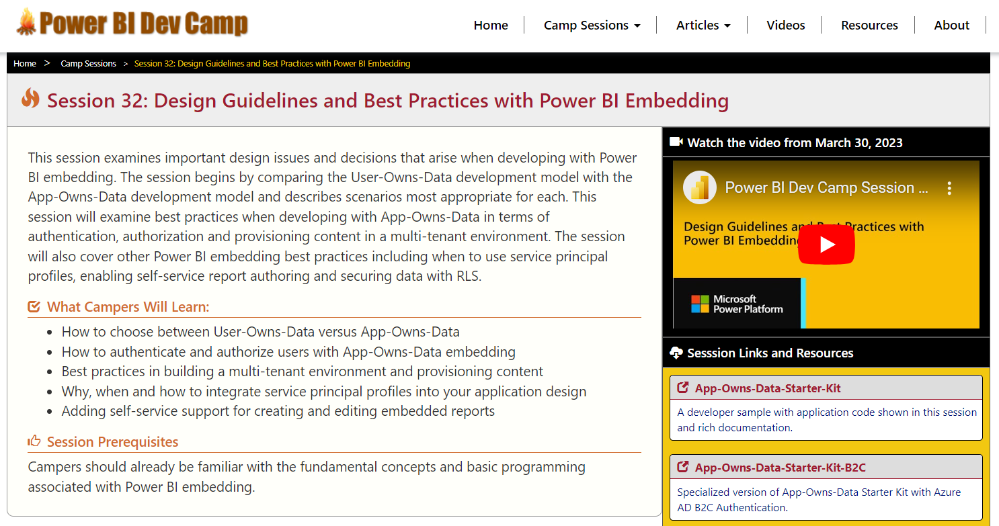 Power BI Dev Camp
Home
Camp Sessions
Articles
Videos
Resources
About
Home > Camp Sessions > Session 32: Design Guidelines and Best Practices with Power BI Embedding
Session 32: Design Guidelines and Best Practices with Power BI Embedding
This session examines important design issues and decisions that arise when developing with Power
BI embedding. The session begins by comparing the User-Owns-Data development model with the
App-Owns-Data development model and describes scenarios most appropriate for each. This
session will examine best practices when developing with App-Owns-Data in terms of
authentication, authorization and provisioning content in a multi-tenant environment. The session
will also cover other Power BI embedding best practices including when to use service principal
profiles, enabling self-service report authoring and securing data with RLS.
What Campers Will Learn:
• How to choose between User-Owns-Data versus App-Owns-Data
• How to authenticate and authorize users with App-Owns-Data embedding
• Best practices in building a multi-tenant environment and provisioning content
• Why, when and how to integrate service principal profiles into your application design
• Adding self-service support for creating and editing embedded reports
Session Prerequisites
Campers should already be familiar with the fundamental concepts and basic programming
associated with Power BI embedding.
Watch the video from March 30, 2023
Power BI Dev Camp Session ...
Design Guidelines and Best Practices with
Power BI Embedding
Microsoft
Power Platform
Sesssion Links and Resources
App-Owns-Data-Starter-Kit
A developer sample with application code shown in this session
and rich documentation.
App-Owns-Data-Starter-Kit-B2C
Specialized version of App-Owns-Data Starter Kit with Azure
AD B2C Authentication.